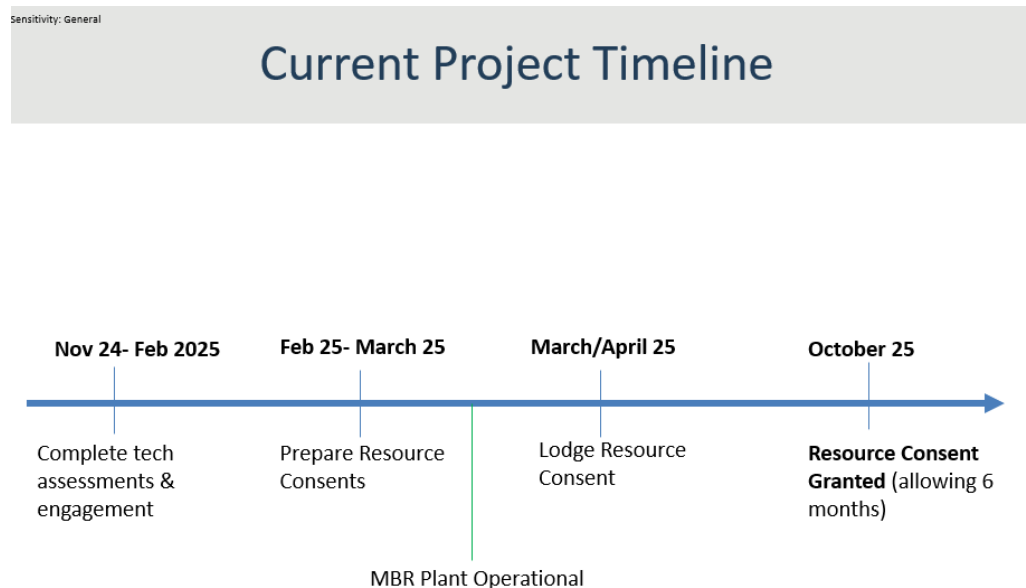 Sensitivity: General
Current Project Timeline
Nov 24- Feb 2025
Feb 25- March 25
March/April 25
October 25
Complete tech
assessments &
engagement
Prepare Resource
Consents
Lodge Resource
Consent
Resource Consent
Granted (allowing 6
months)
MBR Plant Operational